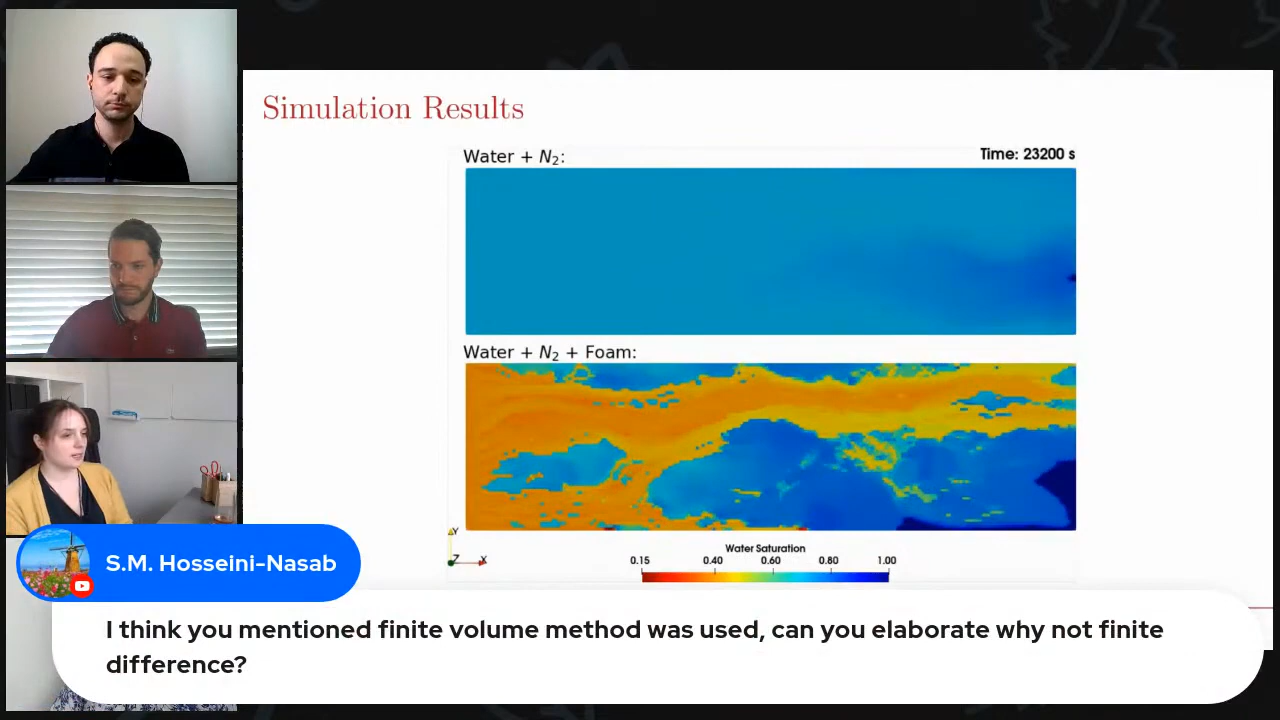 Simulation Results
Water + N₂:
Time: 23200 s
Water + N₂ + Foam:
Y
Z X
Water Saturation
0.15 0.40 0.60 0.80 1.00
S.M. Hosseini-Nasab
I think you mentioned finite volume method was used, can you elaborate why not finite
difference?